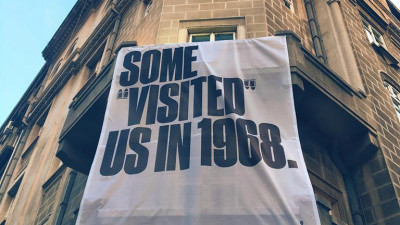 SOME
"VISITED"
US IN 1968.